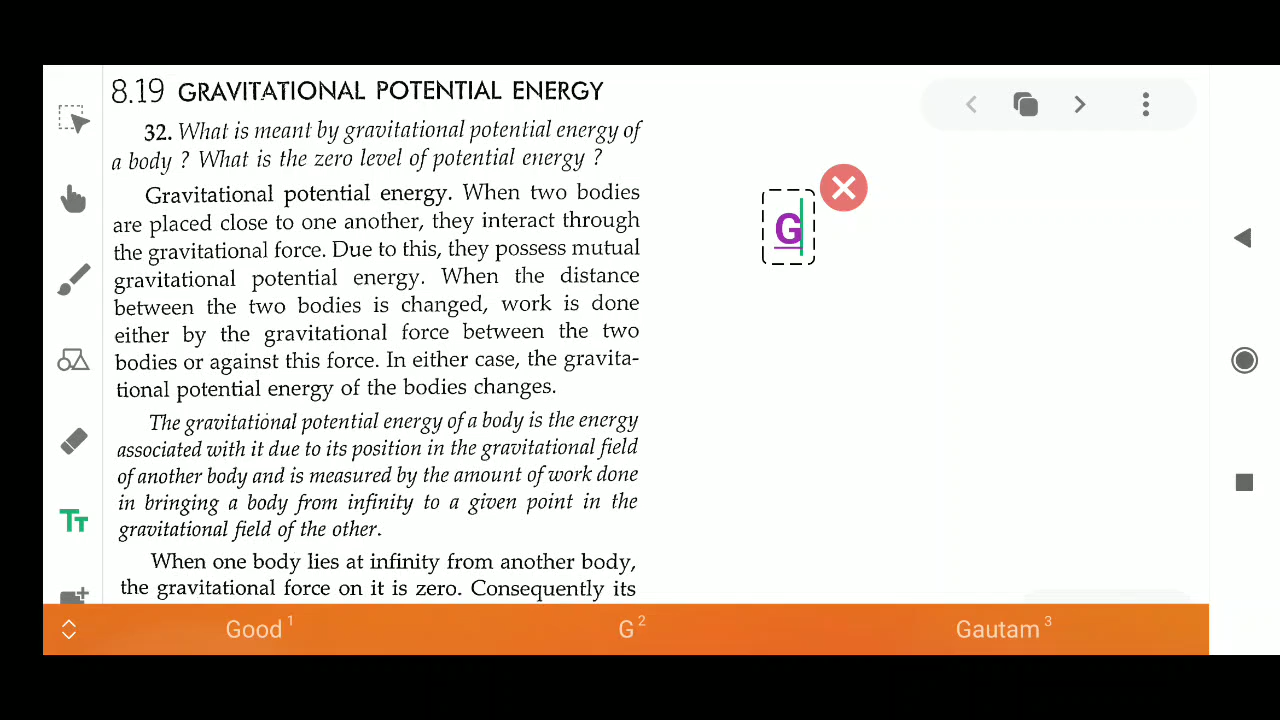 8.19 GRAVITATIONAL POTENTIAL ENERGY
32. What is meant by gravitational potential energy of
a body ? What is the zero level of potential energy ?
Gravitational potential energy. When two bodies
are placed close to one another, they interact through
the gravitational force. Due to this, they possess mutual
gravitational potential energy. When the distance
between the two bodies is changed, work is done
either by the gravitational force between the two
bodies or against this force. In either case, the gravita-
tional potential energy of the bodies changes.
The gravitational potential energy of a body is the energy
associated with it due to its position in the gravitational field
of another body and is measured by the amount of work done
in bringing a body from infinity to a given point in the
gravitational field of the other.
When one body lies at infinity from another body,
the gravitational force on it is zero. Consequently its
G
TT
Good 1
G 2
Gautam 3